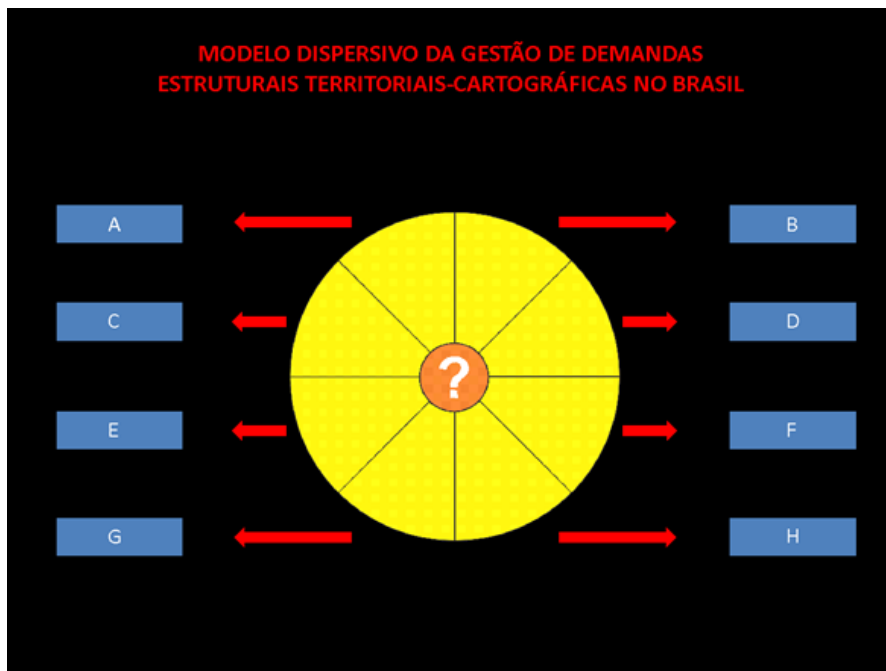 MODELO DISPERSIVO DA GESTÃO DE DEMANDAS
ESTRUTURAIS TERRITORIAIS-CARTOGRÁFICAS NO BRASIL
A
B
C
D
?
E
F
G
H